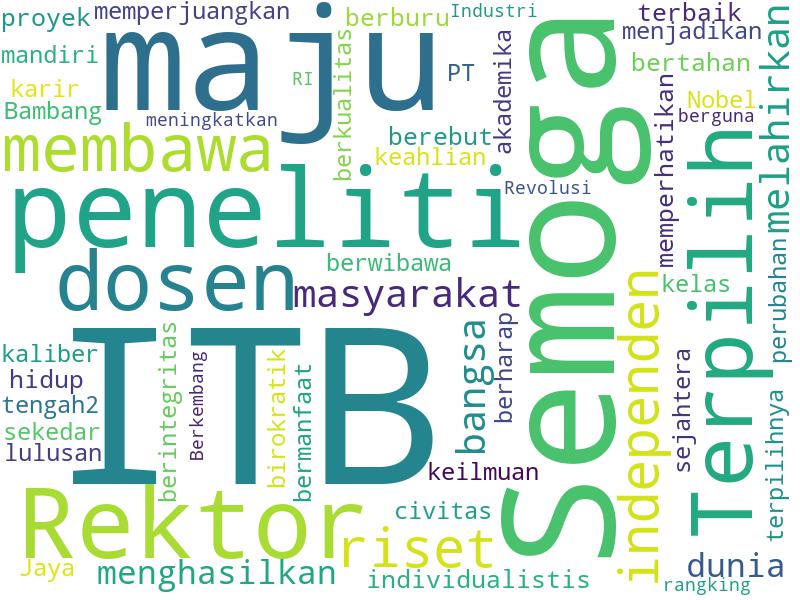 proyek
memperjuangkan
berburu
Industri
terbaik
mandiri
maju
menjadikan
karir
RI
berkualitas
PT
akademika
bertahan
Bambang
meningkatkan
Nobel
berguna
melahirkan
membawa
berebut
keahlian
Semoga
memperhatikan
Terpilih
peneliti
Revolusi
dosen
berwibawa
masyarakat
kelas
perubahan
ITB
kaliber
hidup
tengah2
sekedar
lulusan
berintegritas
Berkembang
birokratik
bermanfaat
bangsa
berharap
independen
sejahtera
terpilihnya
keilmuan
Rektor
riset
civitas
Jaya
menghasilkan
individualistis
dunia
rangking